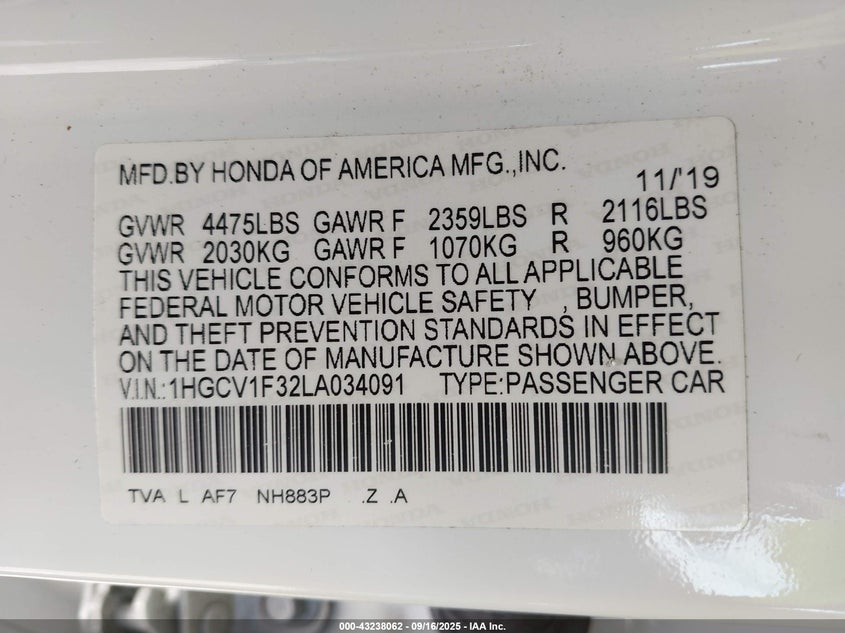 MFD.BY HONDA OF AMERICA MFG.,INC.
11/'19
GVWR 4475LBS GAWR F 2359LBS R 2116LBS
GVWR 2030KG GAWR F 1070KG R 960KG
THIS VEHICLE CONFORMS TO ALL APPLICABLE
FEDERAL MOTOR VEHICLE SAFETY , BUMPER,
AND THEFT PREVENTION STANDARDS IN EFFECT
ON THE DATE OF MANUFACTURE SHOWN ABOVE.
V.I.N.:1HGCV1F32LA034091 TYPE:PASSENGER CAR
TVA L AF7 NH883P .Z .A
000-43238062 - 09/16/2025 - IAA Inc.